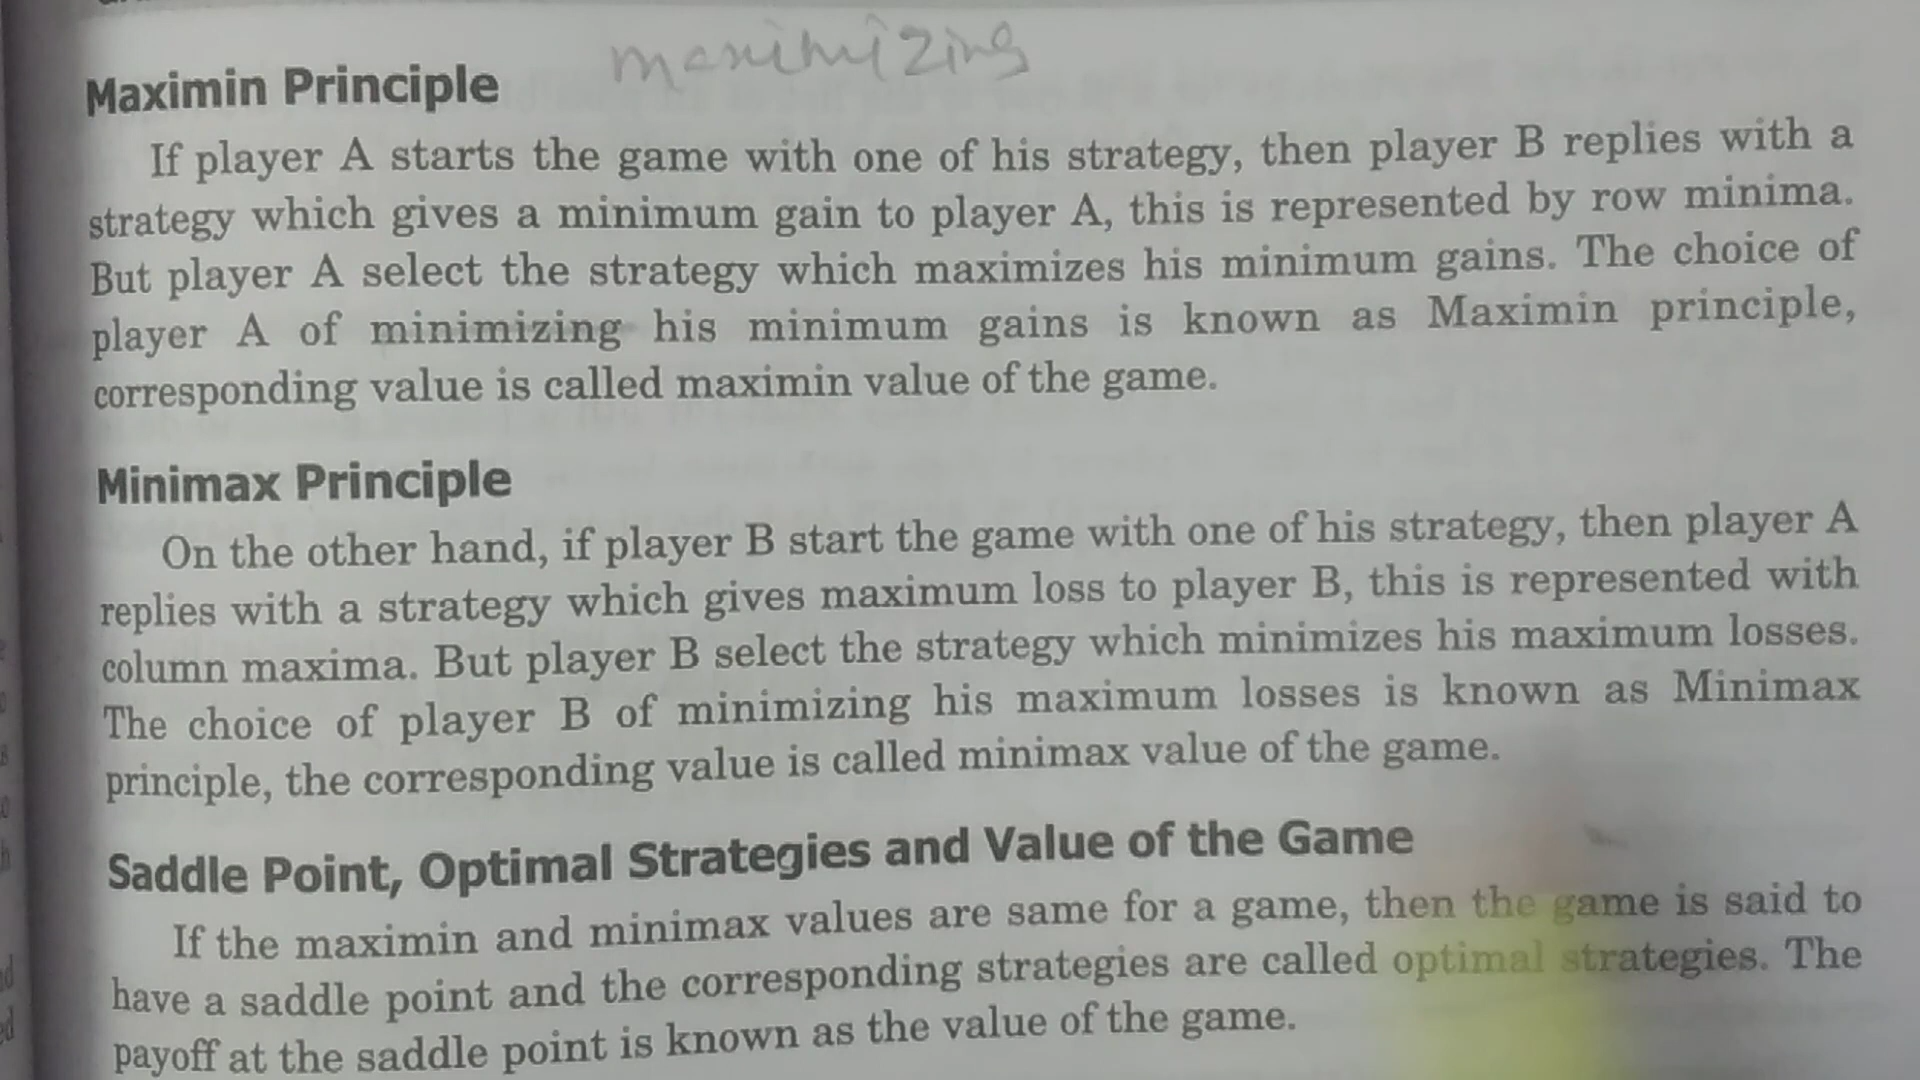 maximizing
Maximin Principle
If player A starts the game with one of his strategy, then player B replies with a
strategy which gives a minimum gain to player A, this is represented by row minima.
But player A select the strategy which maximizes his minimum gains. The choice of
player A of minimizing his minimum gains is known as Maximin principle,
corresponding value is called maximin value of the game.
Minimax Principle
On the other hand, if player B start the game with one of his strategy, then player A
replies with a strategy which gives maximum loss to player B, this is represented with
column maxima. But player B select the strategy which minimizes his maximum losses.
The choice of player B of minimizing his maximum losses is known as Minimax
principle, the corresponding value is called minimax value of the game.
Saddle Point, Optimal Strategies and Value of the Game
If the maximin and minimax values are same for a game, then the game is said to
have a saddle point and the corresponding strategies are called optimal strategies. The
payoff at the saddle point is known as the value of the game.